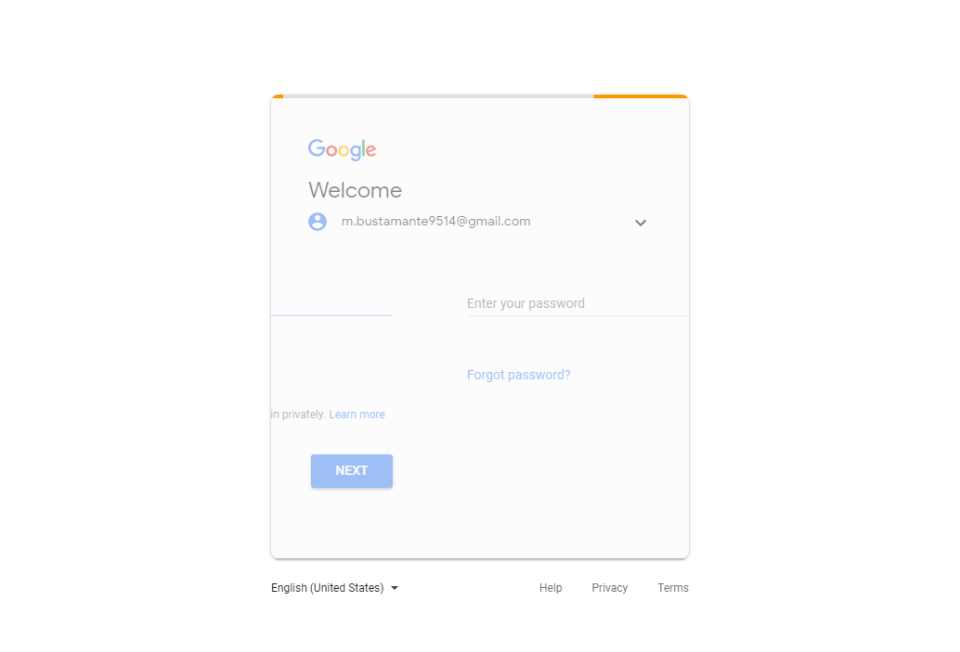 Google
Welcome
m.bustamante9514@gmail.com
Enter your password
Forgot password?
in privately. Learn more
NEXT
English (United States)
Help Privacy Terms